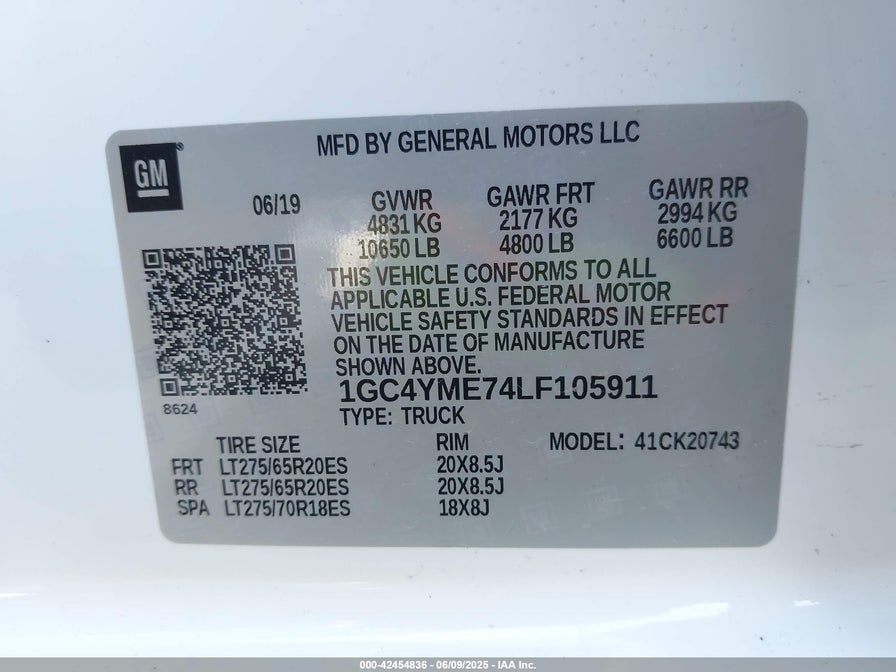 MFD BY GENERAL MOTORS LLC
GM®
06/19 GVWR GAWR FRT GAWR RR
4831 KG 2177 KG 2994 KG
10650 LB 4800 LB 6600 LB
THIS VEHICLE CONFORMS TO ALL
APPLICABLE U.S. FEDERAL MOTOR
VEHICLE SAFETY STANDARDS IN EFFECT
ON THE DATE OF MANUFACTURE
SHOWN ABOVE.
1GC4YME74LF105911
8624
TYPE: TRUCK
TIRE SIZE RIM MODEL: 41CK20743
FRT LT275/65R20ES 20X8.5J
RR LT275/65R20ES 20X8.5J
SPA LT275/70R18ES 18X8J
000-42454836 - 06/09/2025 - IAA Inc.